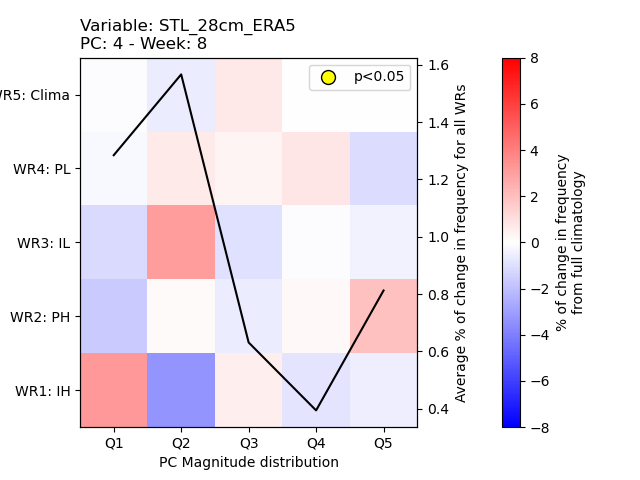 Variable: STL_28cm_ERA5
PC: 4 - Week: 8
p<0.05
WR5: Clima
WR4: PL
WR3: IL
WR2: PH
WR1: IH
Q1 Q2 Q3 Q4 Q5
PC Magnitude distribution
1.6
1.4
1.2
1.0
0.8
0.6
0.4
Average % of change in frequency for all WRs
8
6
4
2
0
−2
−4
−6
−8
% of change in frequency
from full climatology